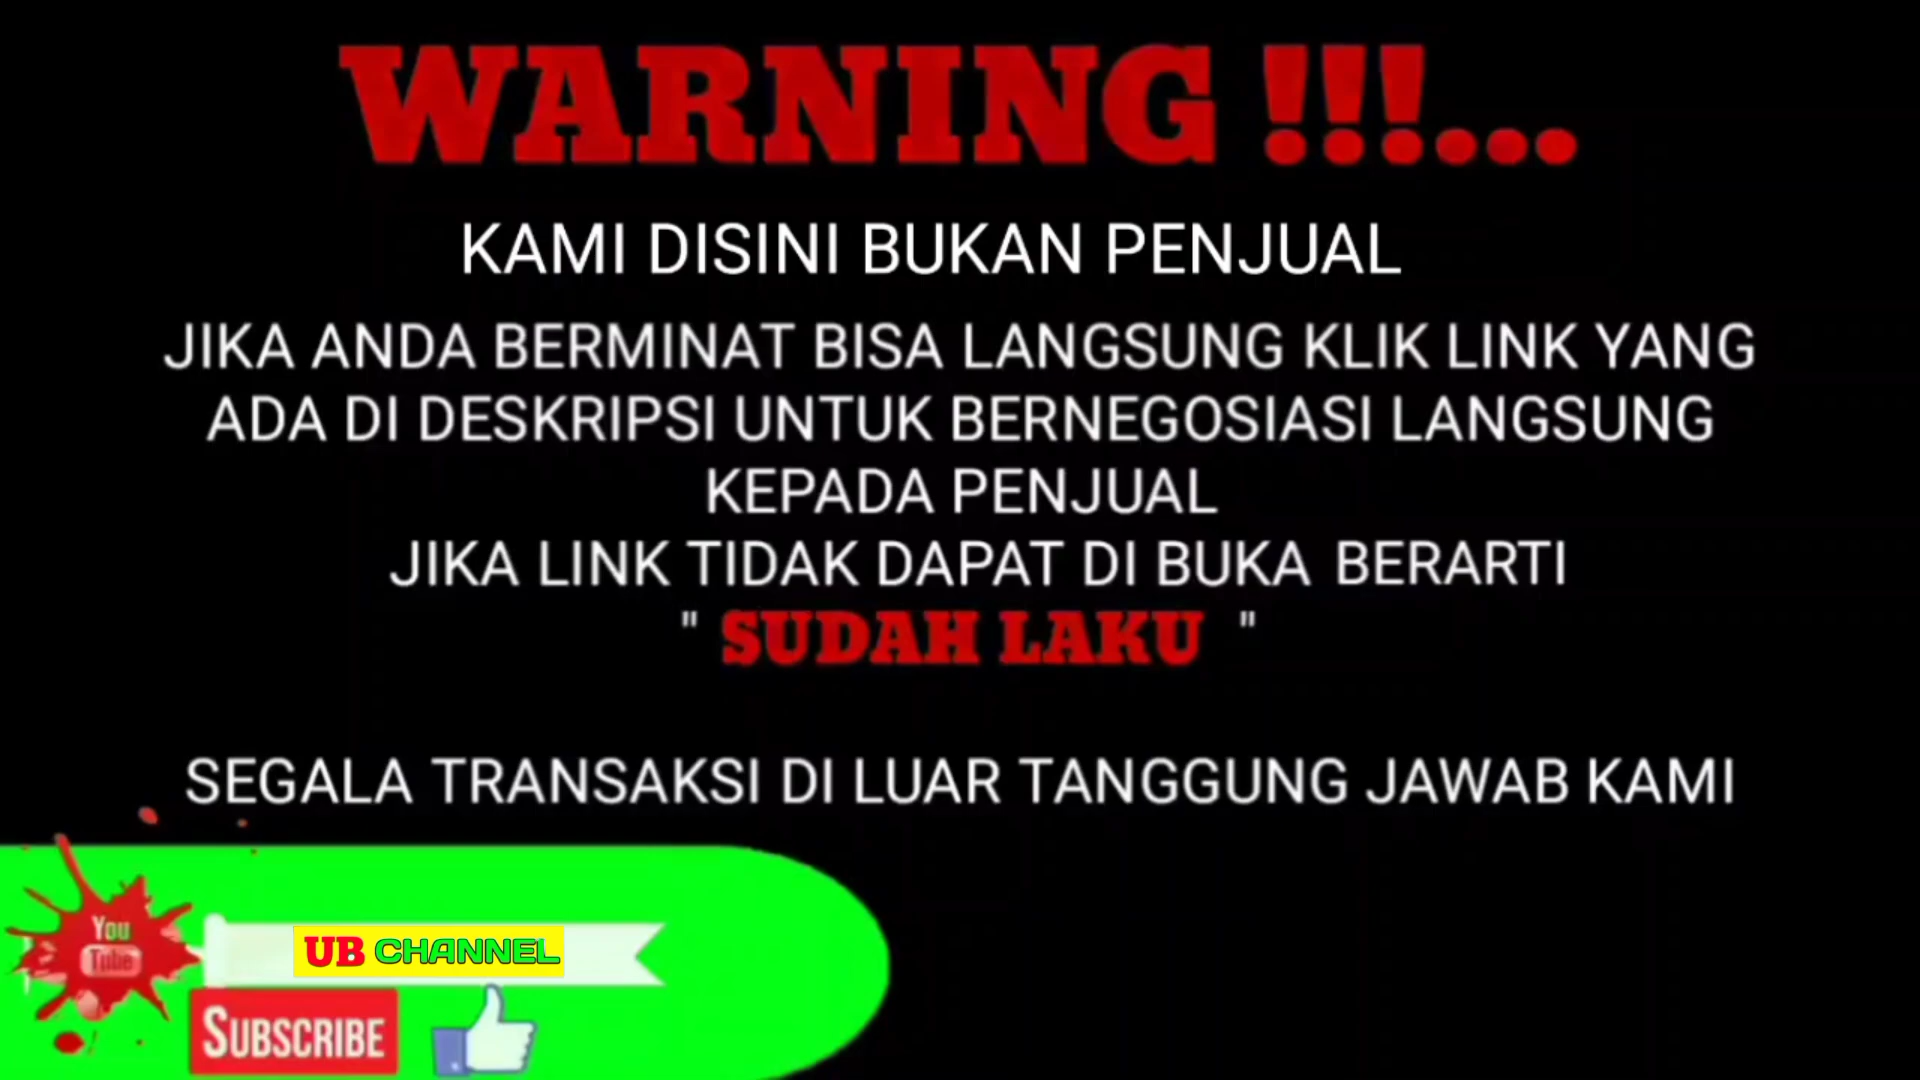 WARNING !!!...
KAMI DISINI BUKAN PENJUAL
JIKA ANDA BERMINAT BISA LANGSUNG KLIK LINK YANG
ADA DI DESKRIPSI UNTUK BERNEGOSIASI LANGSUNG
KEPADA PENJUAL
JIKA LINK TIDAK DAPAT DI BUKA BERARTI
" SUDAH LAKU "
SEGALA TRANSAKSI DI LUAR TANGGUNG JAWAB KAMI
You
Tube
UB CHANNEL
SUBSCRIBE